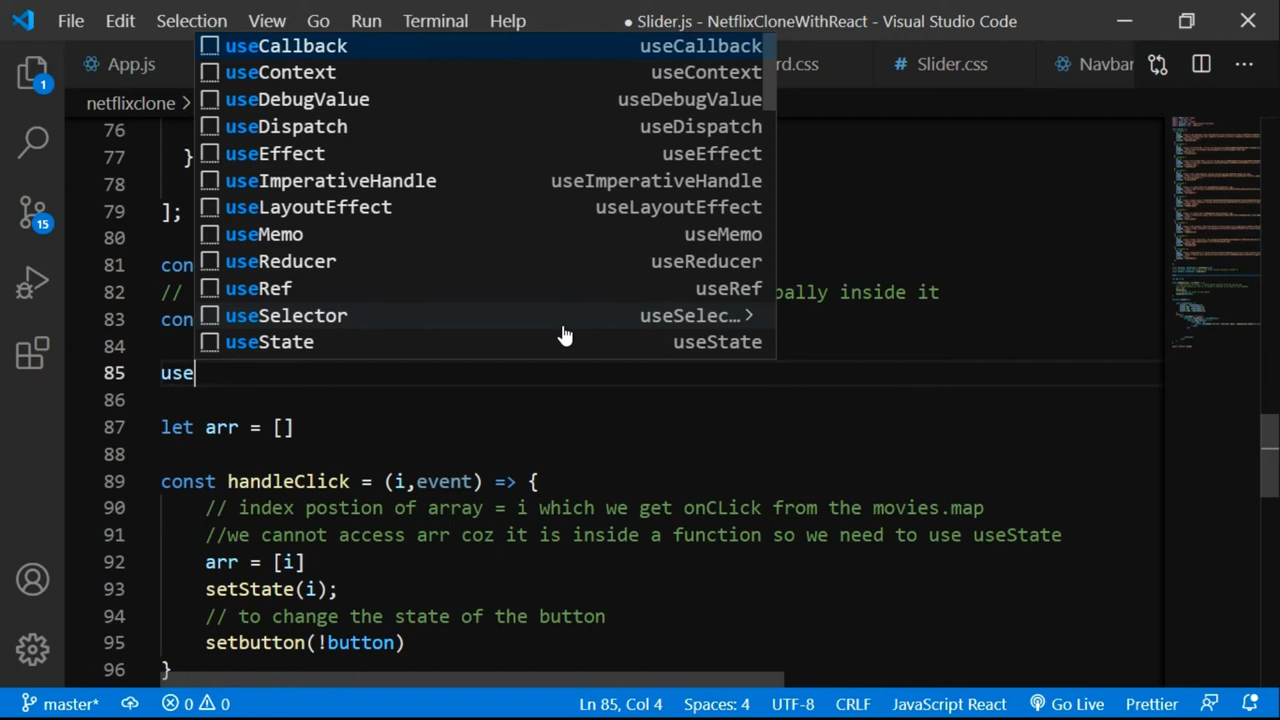 File Edit Selection View Go Run Terminal Help ● Slider.js - NetflixCloneWithReact - Visual Studio Code
App.js rd.css # Slider.css Navbar
netflixclone >
useCallback useCallback
useContext useContext
useDebugValue useDebugValue
useDispatch useDispatch
useEffect useEffect
useImperativeHandle useImperativeHandle
useLayoutEffect useLayoutEffect
useMemo useMemo
useReducer useReducer
useRef useRef
useSelector useSelec… >
useState useState
76
77 }
78
79 ];
80
81 con
82 // bally inside it
83 con
84
85 use
86
87 let arr = []
88
89 const handleClick = (i,event) => {
90 // index postion of array = i which we get onCLick from the movies.map
91 //we cannot access arr coz it is inside a function so we need to use useState
92 arr = [i]
93 setState(i);
94 // to change the state of the button
95 setbutton(!button)
96 }
1
15
master* 0 0 Ln 85, Col 4 Spaces: 4 UTF-8 CRLF JavaScript React Go Live Prettier